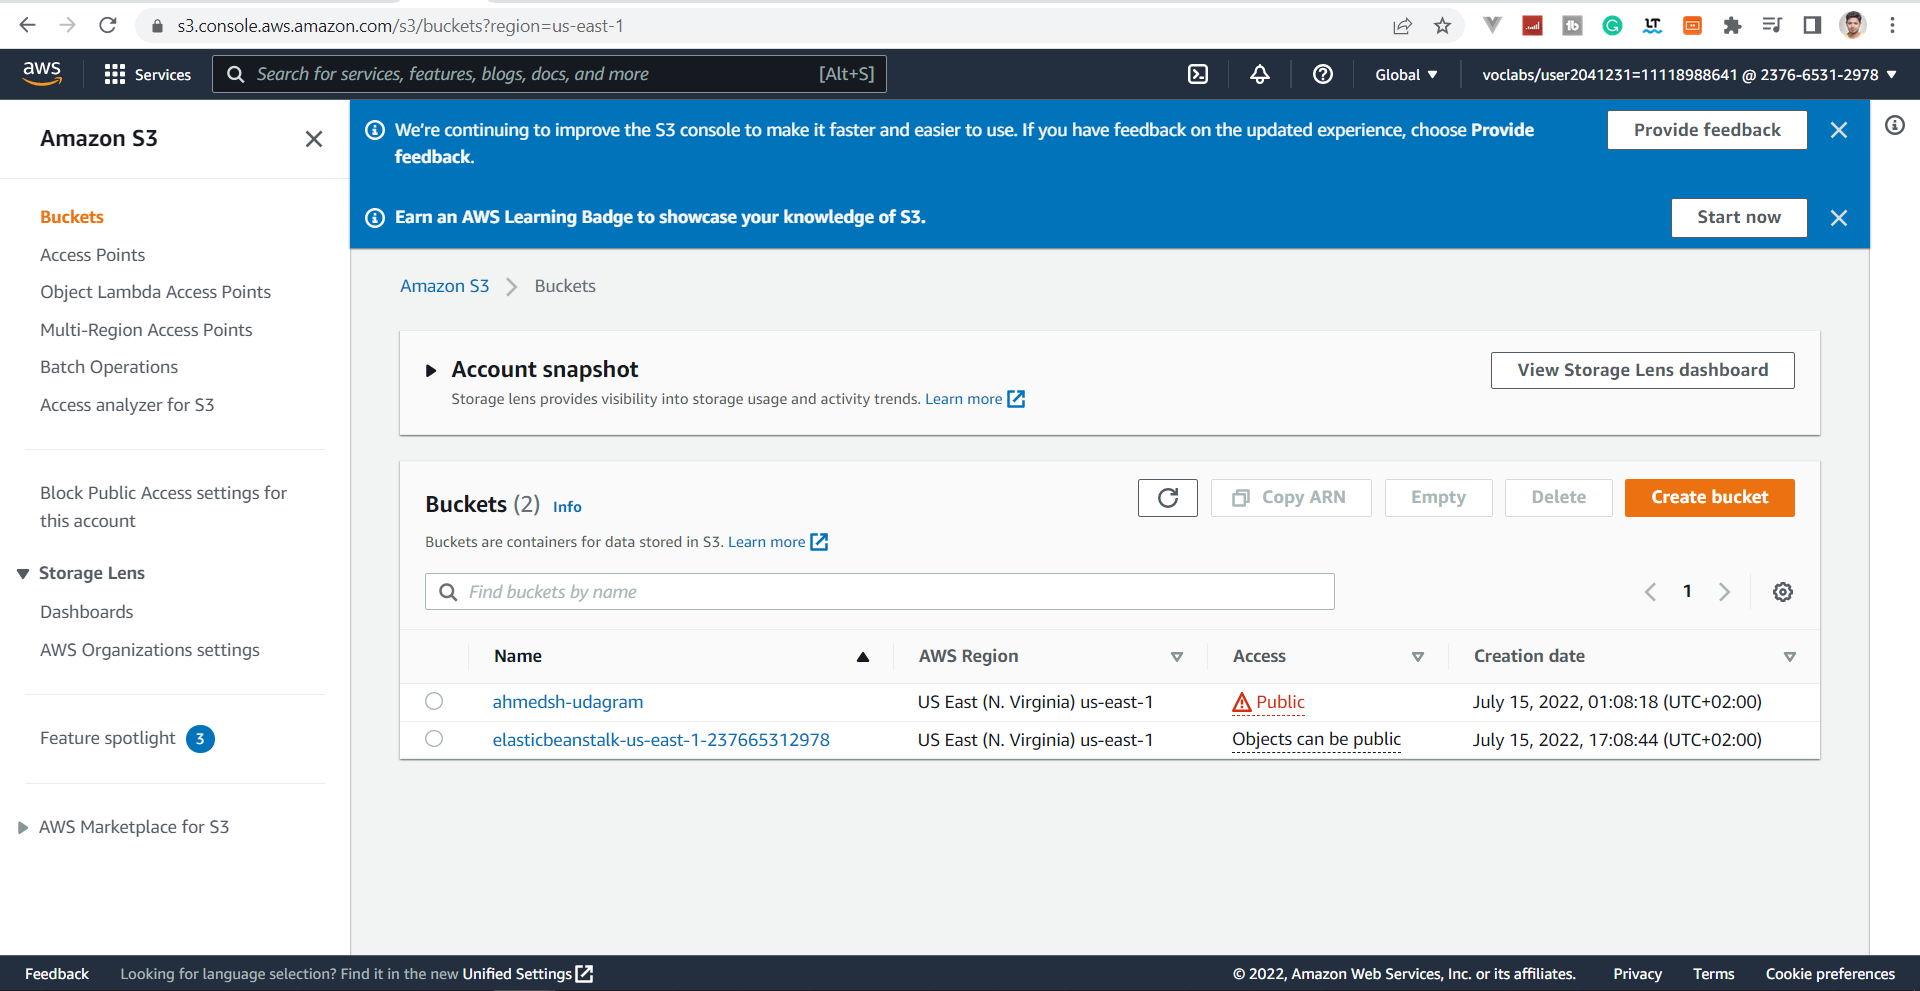 s3.console.aws.amazon.com/s3/buckets?region=us-east-1
aws
Services
Search for services, features, blogs, docs, and more
[Alt+S]
Global
voclabs/user2041231=11118988641 @ 2376-6531-2978
Amazon S3
Buckets
Access Points
Object Lambda Access Points
Multi-Region Access Points
Batch Operations
Access analyzer for S3
Block Public Access settings for
this account
Storage Lens
Dashboards
AWS Organizations settings
Feature spotlight 3
AWS Marketplace for S3
We're continuing to improve the S3 console to make it faster and easier to use. If you have feedback on the updated experience, choose Provide
feedback.
Provide feedback
Earn an AWS Learning Badge to showcase your knowledge of S3.
Start now
Amazon S3 > Buckets
Account snapshot
Storage lens provides visibility into storage usage and activity trends. Learn more
View Storage Lens dashboard
Buckets (2) Info
Buckets are containers for data stored in S3. Learn more
Copy ARN
Empty
Delete
Create bucket
Find buckets by name
1
Name AWS Region Access Creation date
ahmedsh-udagram US East (N. Virginia) us-east-1 Public July 15, 2022, 01:08:18 (UTC+02:00)
elasticbeanstalk-us-east-1-237665312978 US East (N. Virginia) us-east-1 Objects can be public July 15, 2022, 17:08:44 (UTC+02:00)
Feedback
Looking for language selection? Find it in the new Unified Settings
© 2022, Amazon Web Services, Inc. or its affiliates.
Privacy
Terms
Cookie preferences